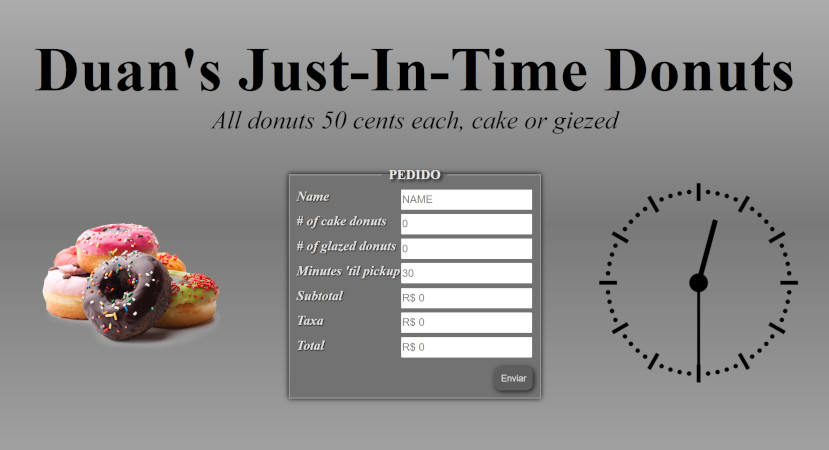 Duan's Just-In-Time Donuts
All donuts 50 cents each, cake or giezed
PEDIDO
Name NAME
# of cake donuts 0
# of glazed donuts 0
Minutes 'til pickup 30
Subtotal R$ 0
Taxa R$ 0
Total R$ 0
Enviar